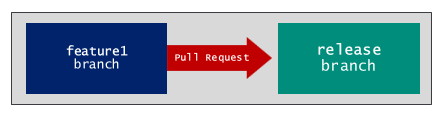 feature1
branch
Pull Request
release
branch